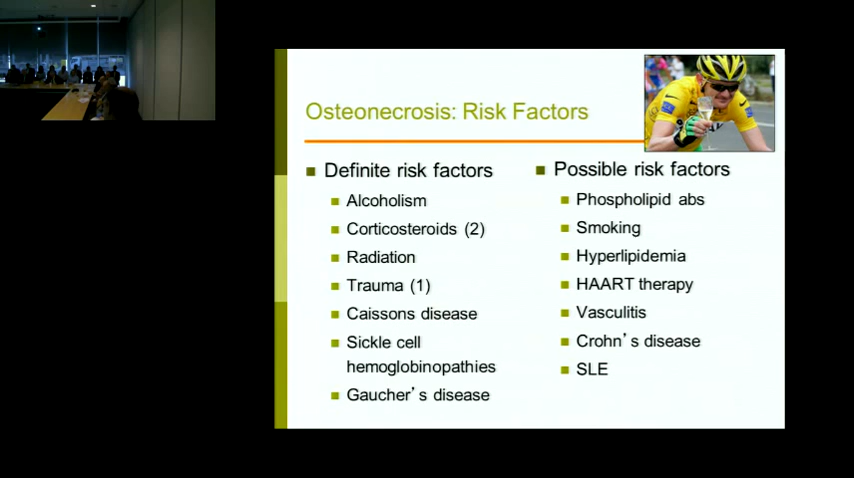 Osteonecrosis: Risk Factors
Definite risk factors
Alcoholism
Corticosteroids (2)
Radiation
Trauma (1)
Caissons disease
Sickle cell
hemoglobinopathies
Gaucher’s disease
Possible risk factors
Phospholipid abs
Smoking
Hyperlipidemia
HAART therapy
Vasculitis
Crohn’s disease
SLE